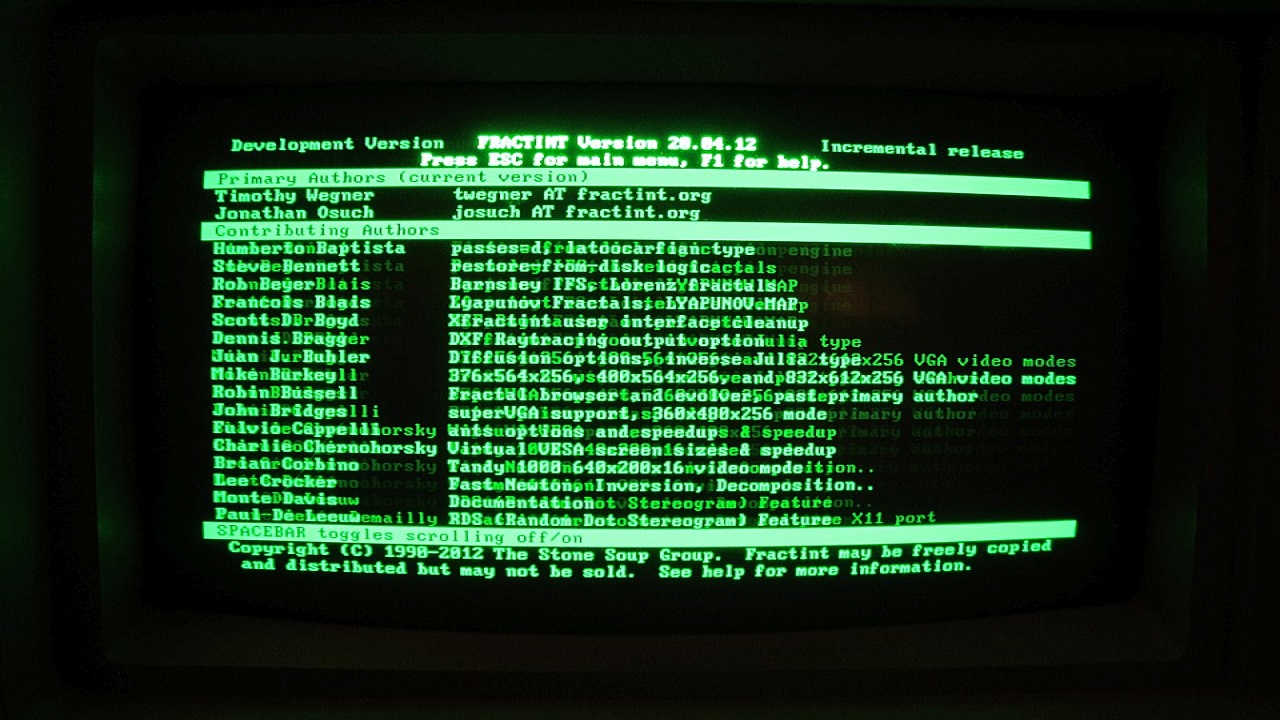 Development Version FRACTINT Version 20.04.12 Incremental release
Press ESC for main menu, F1 for help.
Primary Authors (current version)
Timothy Wegner twegner AT fractint.org
Jonathan Osuch josuch AT fractint.org
Contributing Authors
Humberto Baptista
Steve Bennett restore-from-disk logic
Rob Beyer Barnsley IFS, Lorenz fractals
Francois Blais Lyapunov Fractals, LYAPUNOV.MAP
Scott D. Boyd Xfractint user interface cleanup
Dennis Bragg DXF Raytracing output option
Juan J. Buhler Diffusion options, inverse Julia type
Mike Burkey 376x564x256, 400x564x256, and 832x612x256 VGA video modes
Robin Bussell Fractal browser and evolver, past primary author
John Bridges superVGA support, 360x480x256 mode
Fulvio Cappelli ants options and speedup
Charlie Chernohorsky Virtual VESA screen sizes & speedup
Brian Corbino Tandy 1000 640x200x16 video mode
Lee Crocker Fast Newton, Inversion, Decomposition..
Monte Davis Documentation
Paul De Leeuw RDS (Random Dot Stereogram) Feature
SPACEBAR toggles scrolling off/on
Copyright (C) 1990-2012 The Stone Soup Group. Fractint may be freely copied
and distributed but may not be sold. See help for more information.